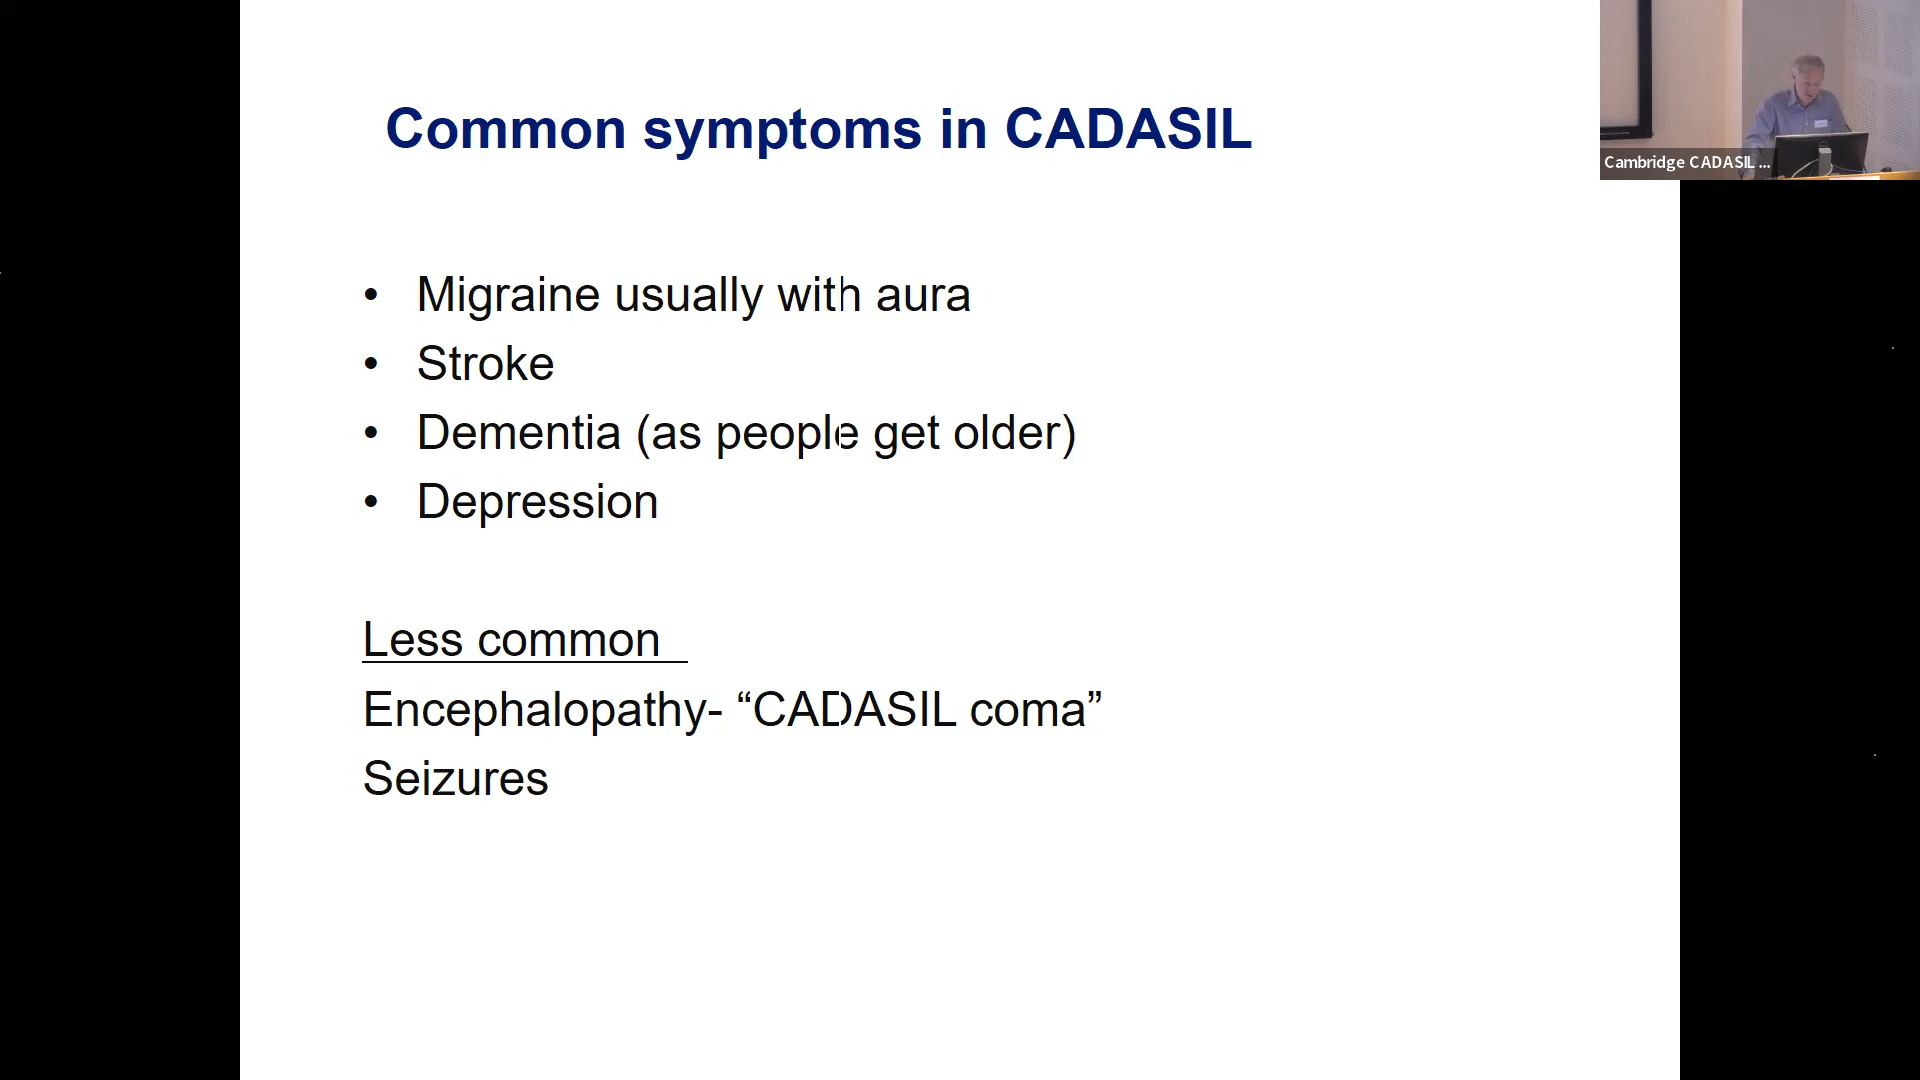 Common symptoms in CADASIL
• Migraine usually with aura
• Stroke
• Dementia (as people get older)
• Depression
Less common
Encephalopathy- “CADASIL coma”
Seizures
Cambridge CADASIL ...